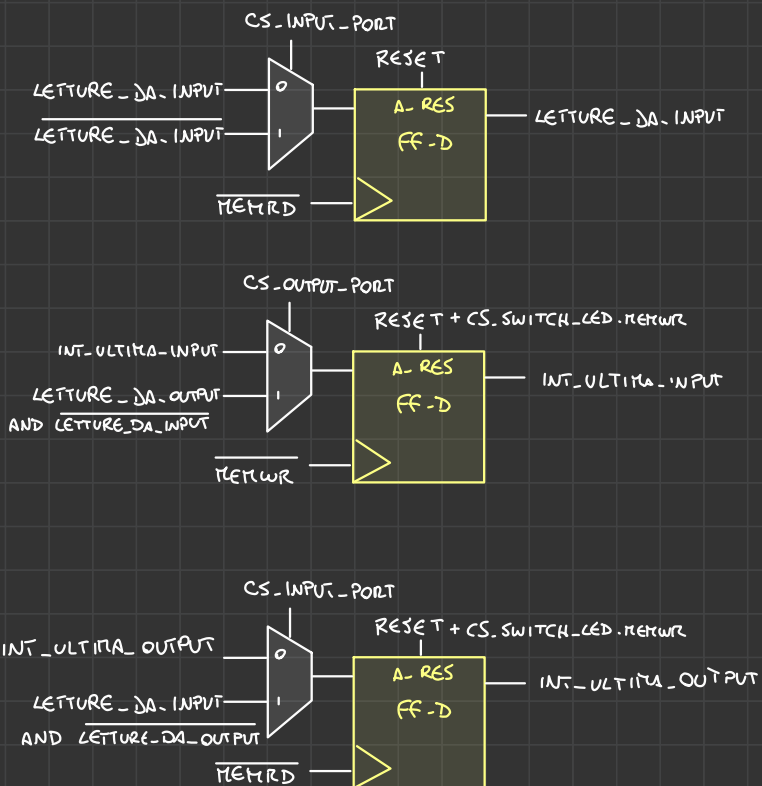 CS_INPUT_PORT
RESET
LETTURE_DA_INPUT
0
A_RES
LETTURE_DA_INPUT
LETTURE_DA_INPUT
1
FF-D
MEMRD
CS_OUTPUT_PORT
RESET + CS_SWITCH_LED·MEMWR
INT_ULTIMA_INPUT
0
A_RES
INT_ULTIMA_INPUT
LETTURE_DA_OUTPUT
1
FF-D
AND LETTURE_DA_INPUT
MEMWR
CS_INPUT_PORT
RESET + CS_SWITCH_LED·MEMWR
INT_ULTIMA_OUTPUT
0
A_RES
INT_ULTIMA_OUTPUT
LETTURE_DA_INPUT
1
FF-D
AND LETTURE_DA_OUTPUT
MEMRD